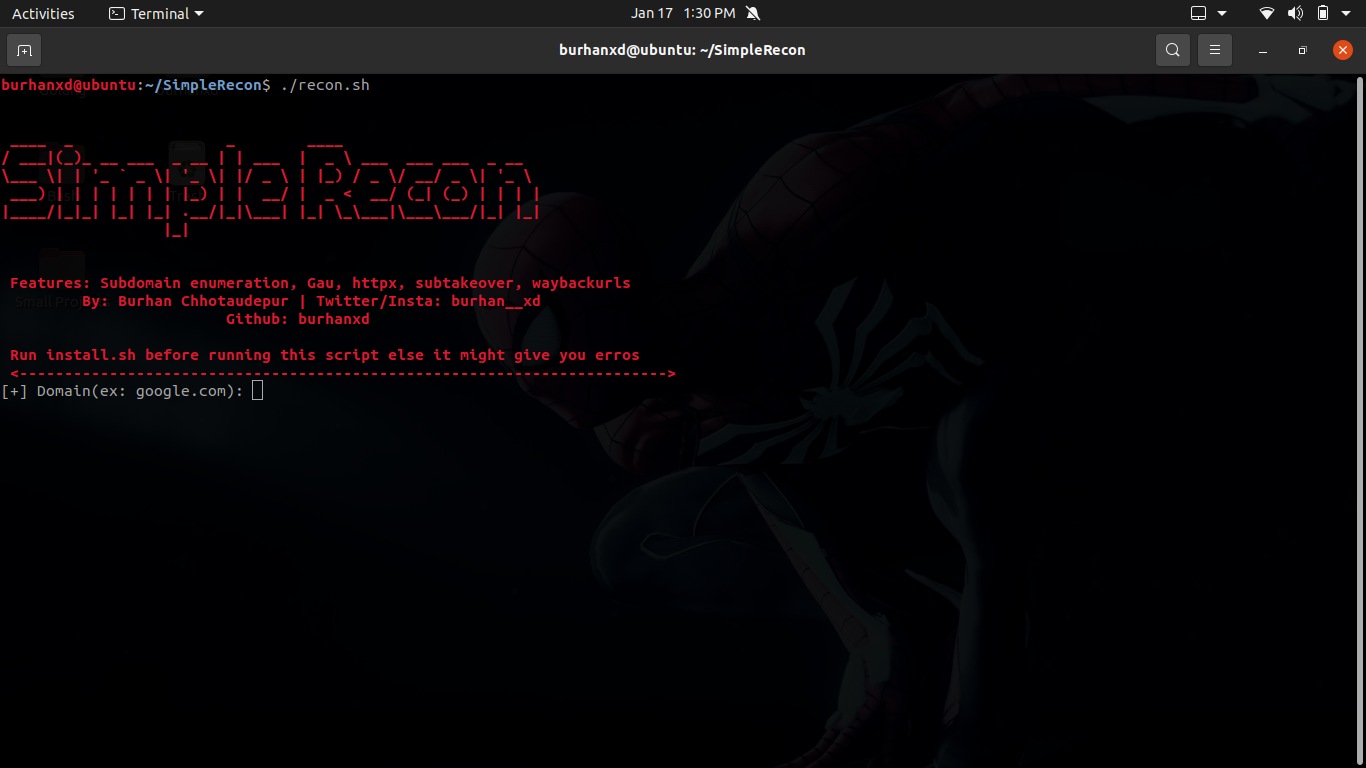 Activities
Terminal
Jan 17 1:30 PM
burhanxd@ubuntu: ~/SimpleRecon
burhanxd@ubuntu:~/SimpleRecon$ ./recon.sh
SimpleRecon
Features: Subdomain enumeration, Gau, httpx, subtakeover, waybackurls
By: Burhan Chhotaudepur | Twitter/Insta: burhan__xd
Github: burhanxd
Run install.sh before running this script else it might give you erros
<------------------------------------------------------------------------>
[+] Domain(ex: google.com):